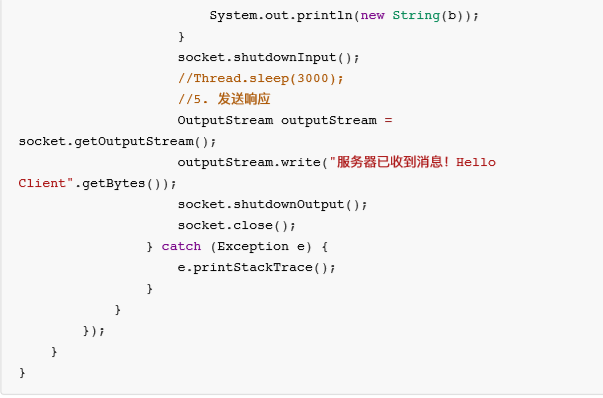 System.out.println(new String(b));
}
socket.shutdownInput();
//Thread.sleep(3000);
//5. 发送响应
OutputStream outputStream =
socket.getOutputStream();
outputStream.write("服务器已收到消息！Hello
Client".getBytes());
socket.shutdownOutput();
socket.close();
} catch (Exception e) {
e.printStackTrace();
}
}
});
}
}